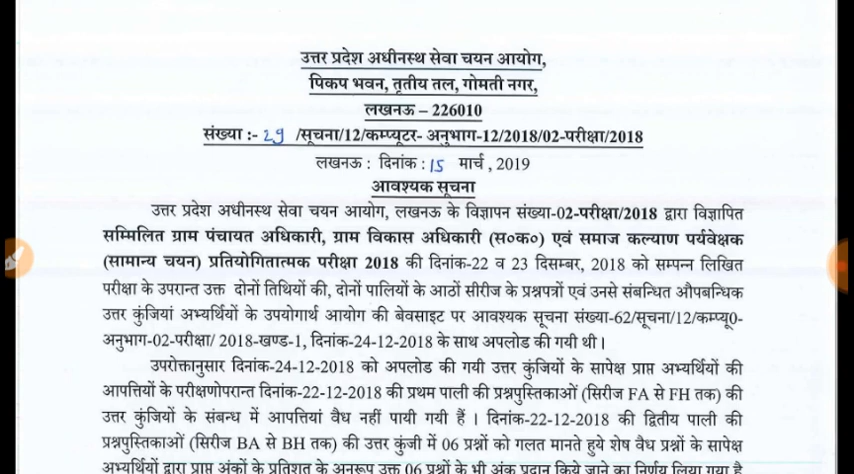 उत्तर प्रदेश अधीनस्थ सेवा चयन आयोग,
पिकप भवन, तृतीय तल, गोमती नगर,
लखनऊ – 226010
संख्या :- 29 /सूचना/12/कम्प्यूटर- अनुभाग-12/2018/02-परीक्षा/2018
लखनऊ : दिनांक : 15 मार्च , 2019
आवश्यक सूचना
उत्तर प्रदेश अधीनस्थ सेवा चयन आयोग, लखनऊ के विज्ञापन संख्या-02-परीक्षा/2018 द्वारा विज्ञापित
सम्मिलित ग्राम पंचायत अधिकारी, ग्राम विकास अधिकारी (स०क०) एवं समाज कल्याण पर्यवेक्षक
(सामान्य चयन) प्रतियोगितात्मक परीक्षा 2018 की दिनांक-22 व 23 दिसम्बर, 2018 को सम्पन्न लिखित
परीक्षा के उपरान्त उक्त दोनों तिथियों की, दोनों पालियों के आठों सीरीज के प्रश्नपत्रों एवं उनसे संबन्धित औपबन्धिक
उत्तर कुंजियां अभ्यर्थियों के उपयोगार्थ आयोग की बेवसाइट पर आवश्यक सूचना संख्या-62/सूचना/12/कम्प्यू0-
अनुभाग-02-परीक्षा/ 2018-खण्ड-1, दिनांक-24-12-2018 के साथ अपलोड की गयी थी ।
उपरोक्तानुसार दिनांक-24-12-2018 को अपलोड की गयी उत्तर कुंजियों के सापेक्ष प्राप्त अभ्यर्थियों की
आपत्तियों के परीक्षणोपरान्त दिनांक-22-12-2018 की प्रथम पाली की प्रश्नपुस्तिकाओं (सिरीज FA से FH तक) की
उत्तर कुंजियों के संबन्ध में आपत्तियां वैध नहीं पायी गयी हैं । दिनांक-22-12-2018 की द्वितीय पाली की
प्रश्नपुस्तिकाओं (सिरीज BA से BH तक) की उत्तर कुंजी में 06 प्रश्नों को गलत मानते हुये शेष वैध प्रश्नों के सापेक्ष
अभ्यर्थियों द्वारा प्राप्त अंकों के प्रतिशत के अनुरूप उक्त 06 प्रश्नों के भी अंक प्रदान किये जाने का निर्णय लिया गया है